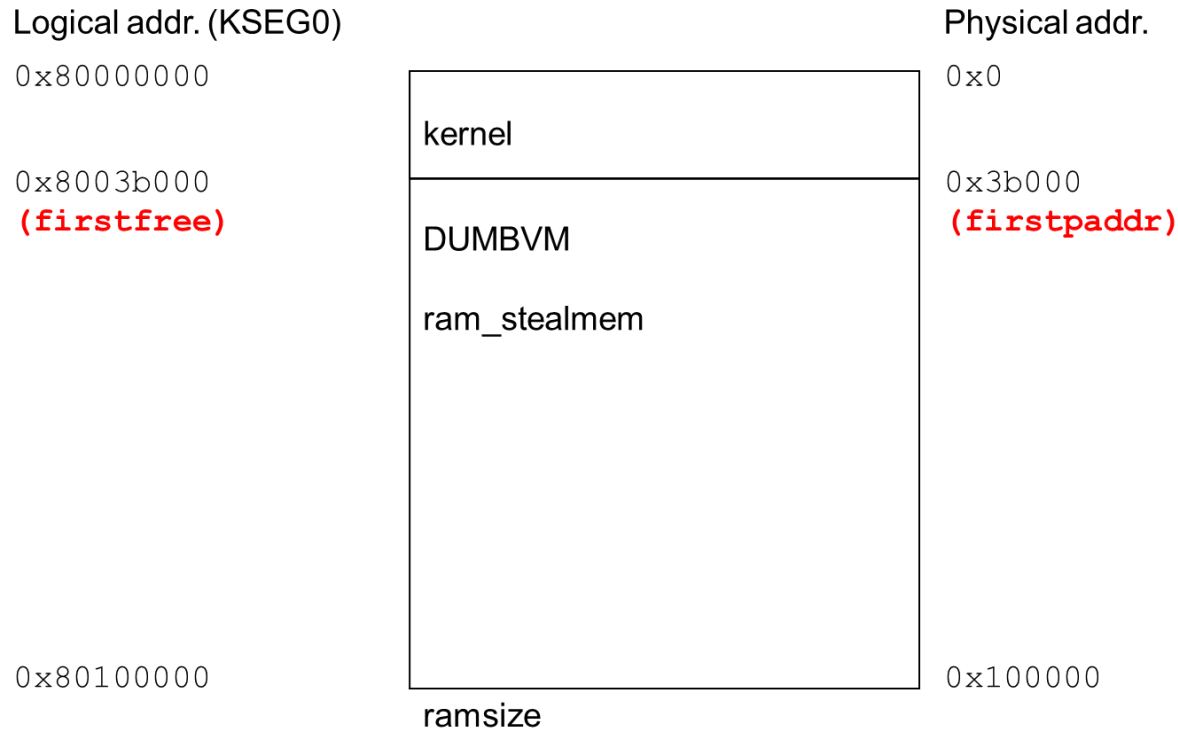 Logical addr. (KSEG0)
Physical addr.
0x80000000
0x0
kernel
0x8003b000
0x3b000
(firstfree)
(firstpaddr)
DUMBVM
ram_stealmem
0x80100000
0x100000
ramsize